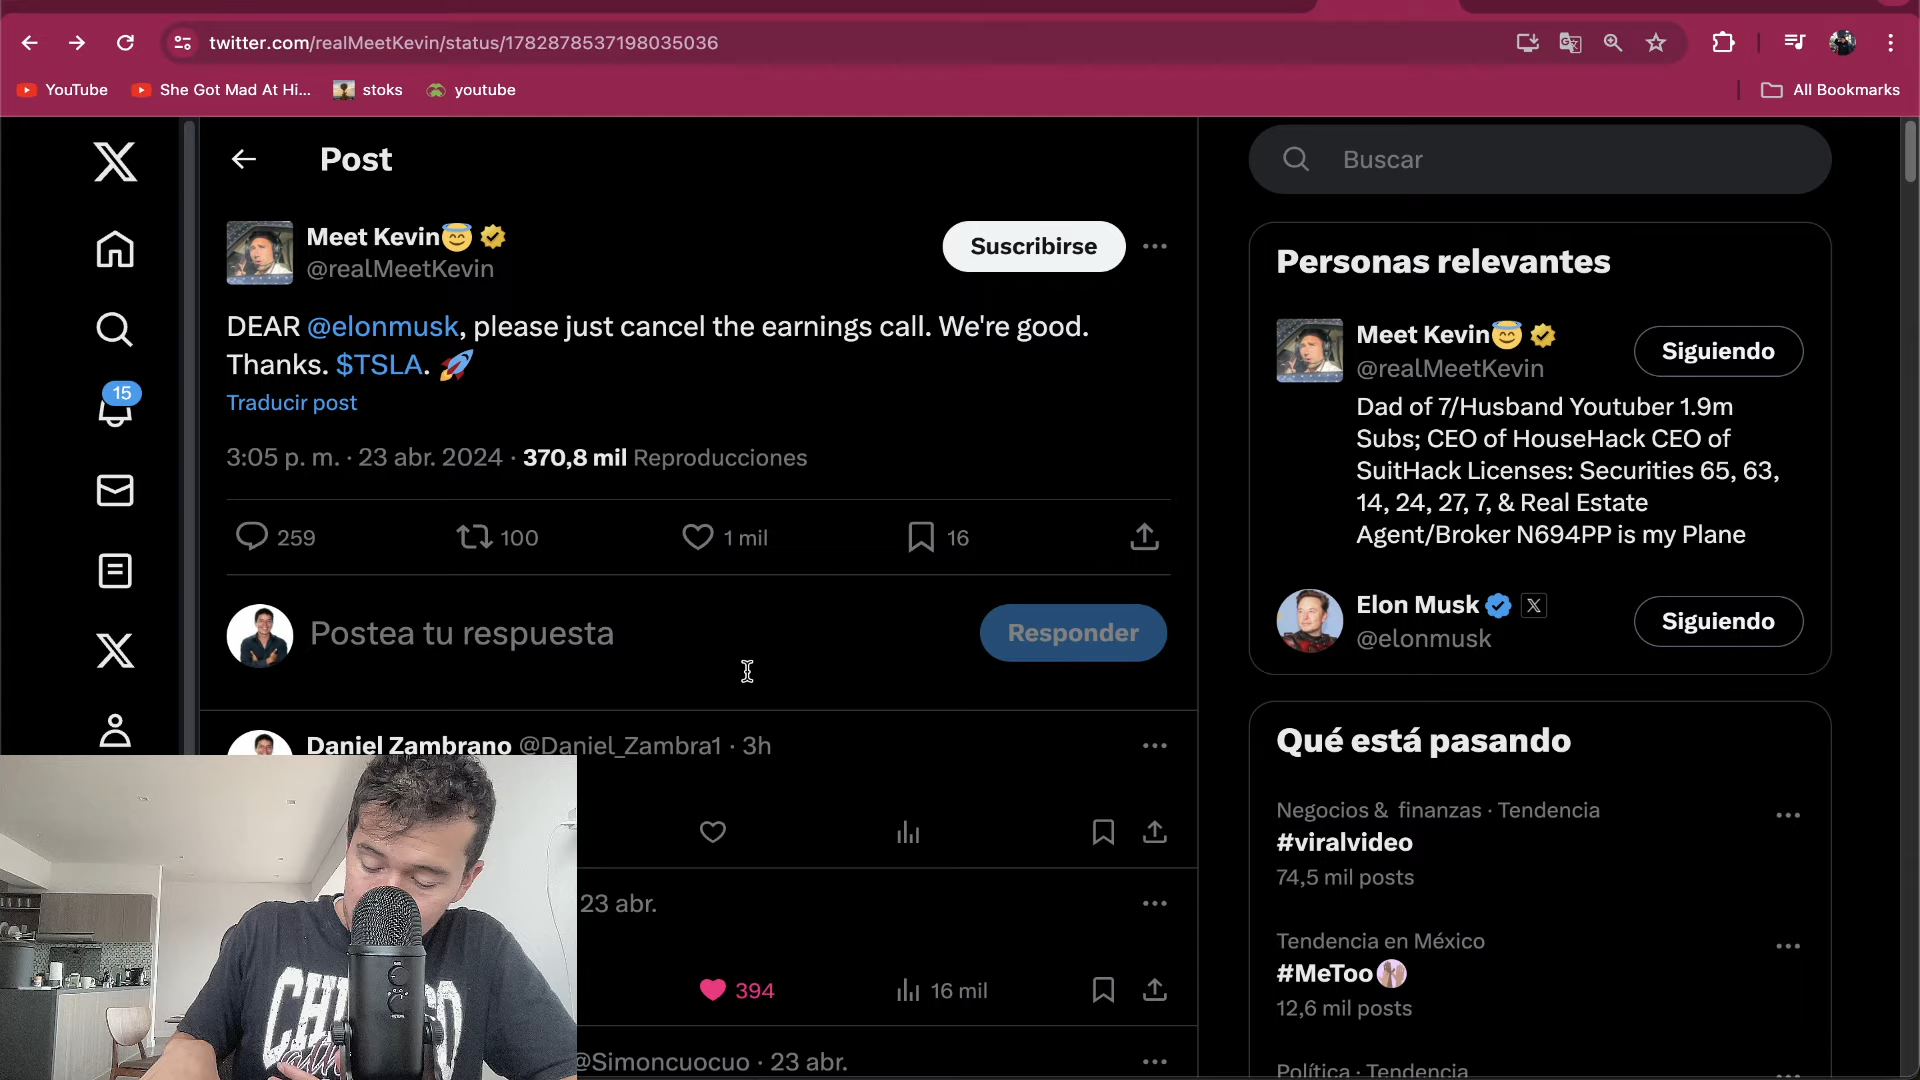 twitter.com/realMeetKevin/status/1782878537198035036
YouTube
She Got Mad At Hi...
stoks
youtube
All Bookmarks
Post
Buscar
Meet Kevin
@realMeetKevin
Suscribirse
DEAR @elonmusk, please just cancel the earnings call. We're good.
Thanks. $TSLA. 
Traducir post
3:05 p. m. · 23 abr. 2024 · 370,8 mil Reproducciones
259
100
1 mil
16
Postea tu respuesta
Responder
15
Daniel Zambrano @Daniel_Zambra1 · 3h
23 abr.
394
16 mil
@Simoncuocuo · 23 abr.
Personas relevantes
Meet Kevin
@realMeetKevin
Siguiendo
Dad of 7/Husband Youtuber 1.9m
Subs; CEO of HouseHack CEO of
SuitHack Licenses: Securities 65, 63,
14, 24, 27, 7, & Real Estate
Agent/Broker N694PP is my Plane
Elon Musk
@elonmusk
Siguiendo
Qué está pasando
Negocios & finanzas · Tendencia
#viralvideo
74,5 mil posts
Tendencia en México
#MeToo
12,6 mil posts
Política · Tendencia